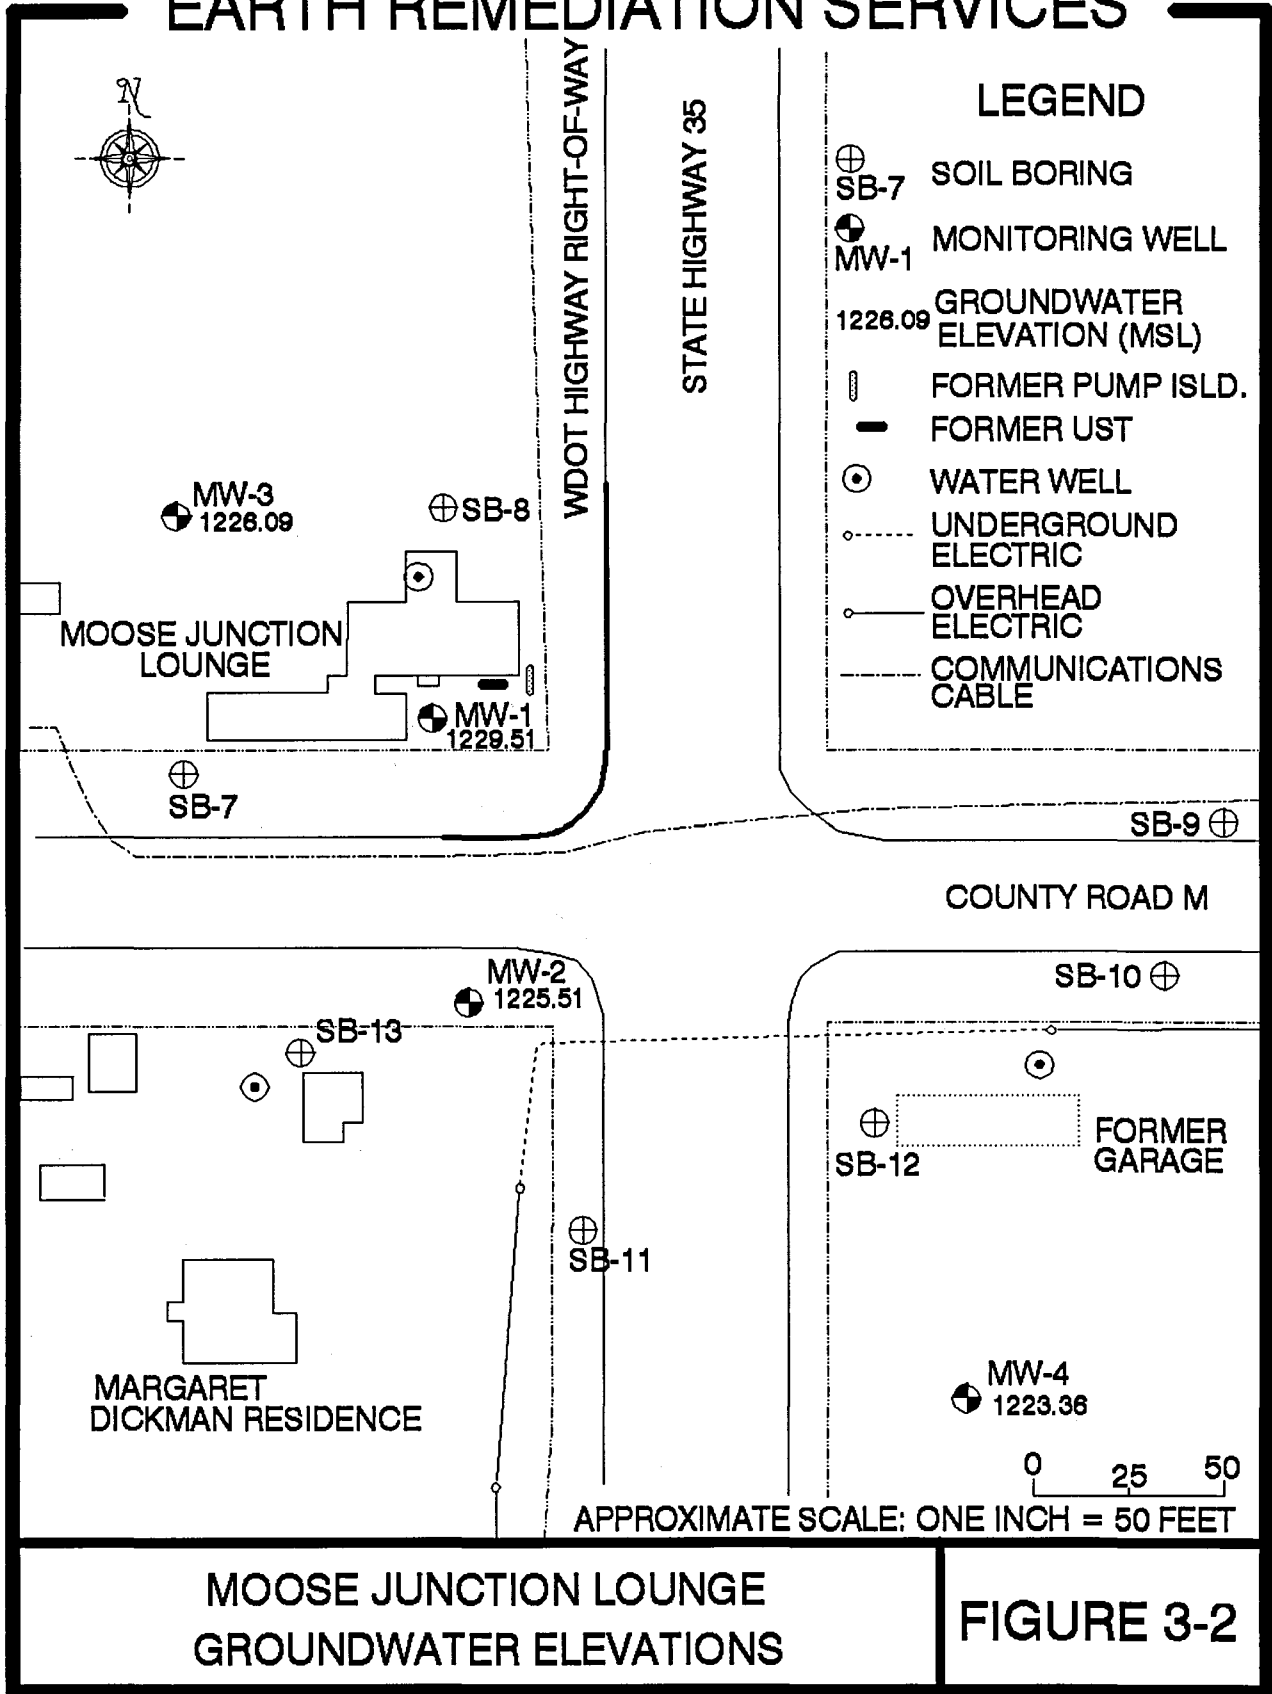 EARTH REMEDIATION SERVICES
N
WDOT HIGHWAY RIGHT-OF-WAY
STATE HIGHWAY 35
LEGEND
SB-7
SOIL BORING
MW-1
MONITORING WELL
1226.09
GROUNDWATER
ELEVATION (MSL)
FORMER PUMP ISLD.
FORMER UST
WATER WELL
UNDERGROUND
ELECTRIC
OVERHEAD
ELECTRIC
COMMUNICATIONS
CABLE
MW-3
1226.09
SB-8
MOOSE JUNCTION
LOUNGE
MW-1
1229.51
SB-7
SB-9
COUNTY ROAD M
MW-2
1225.51
SB-10
SB-13
FORMER
GARAGE
SB-12
SB-11
MARGARET
DICKMAN RESIDENCE
MW-4
1223.36
0 25 50
APPROXIMATE SCALE: ONE INCH = 50 FEET
MOOSE JUNCTION LOUNGE
GROUNDWATER ELEVATIONS
FIGURE 3-2